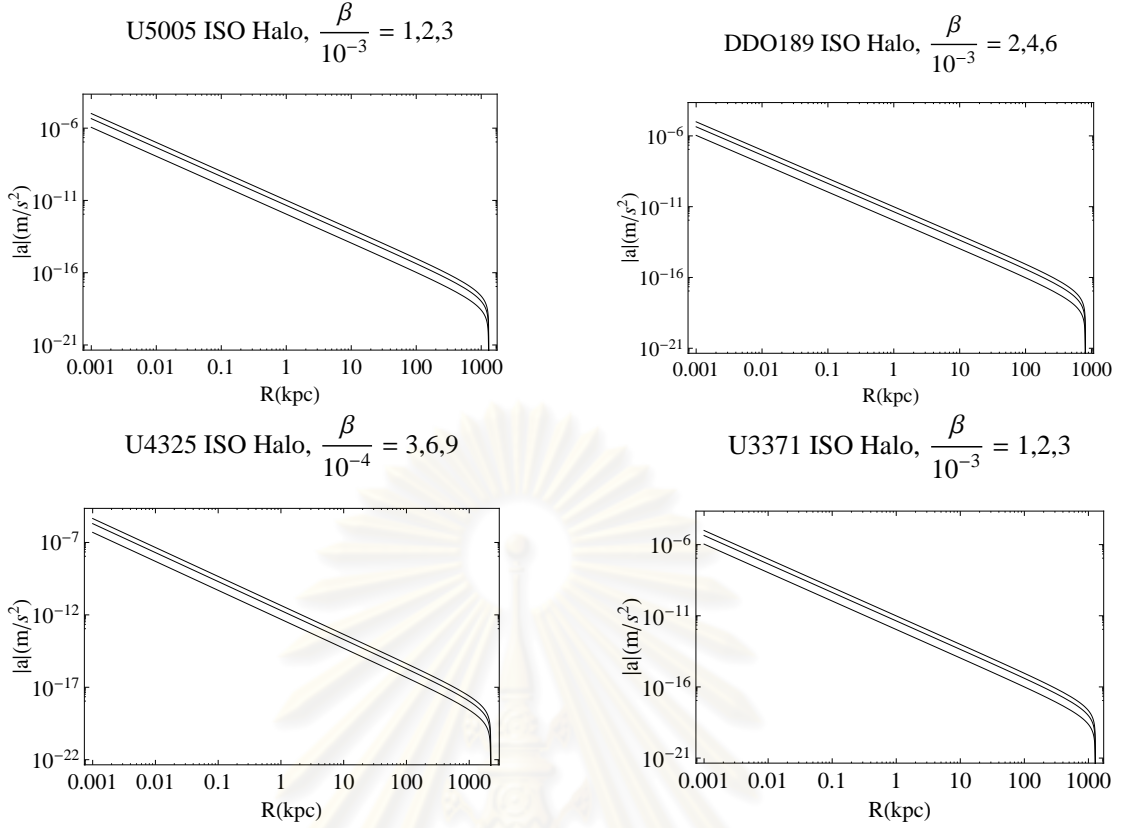 U5005 ISO Halo, β/10⁻³ = 1,2,3
|a|(m/s²)
10⁻⁶
10⁻¹¹
10⁻¹⁶
10⁻²¹
0.001 0.01 0.1 1 10 100 1000
R(kpc)
DDO189 ISO Halo, β/10⁻³ = 2,4,6
|a|(m/s²)
10⁻⁶
10⁻¹¹
10⁻¹⁶
10⁻²¹
0.001 0.01 0.1 1 10 100 1000
R(kpc)
U4325 ISO Halo, β/10⁻⁴ = 3,6,9
|a|(m/s²)
10⁻⁷
10⁻¹²
10⁻¹⁷
10⁻²²
0.001 0.01 0.1 1 10 100 1000
R(kpc)
U3371 ISO Halo, β/10⁻³ = 1,2,3
|a|(m/s²)
10⁻⁶
10⁻¹¹
10⁻¹⁶
10⁻²¹
0.001 0.01 0.1 1 10 100 1000
R(kpc)